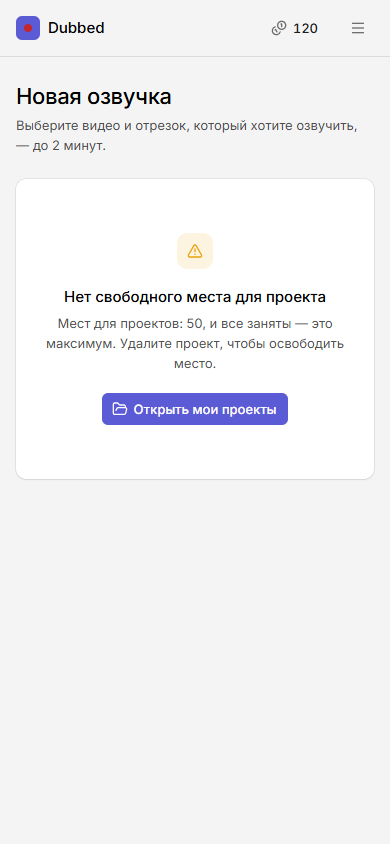 Dubbed
120
Новая озвучка
Выберите видео и отрезок, который хотите озвучить,
— до 2 минут.
Нет свободного места для проекта
Мест для проектов: 50, и все заняты — это
максимум. Удалите проект, чтобы освободить
место.
Открыть мои проекты